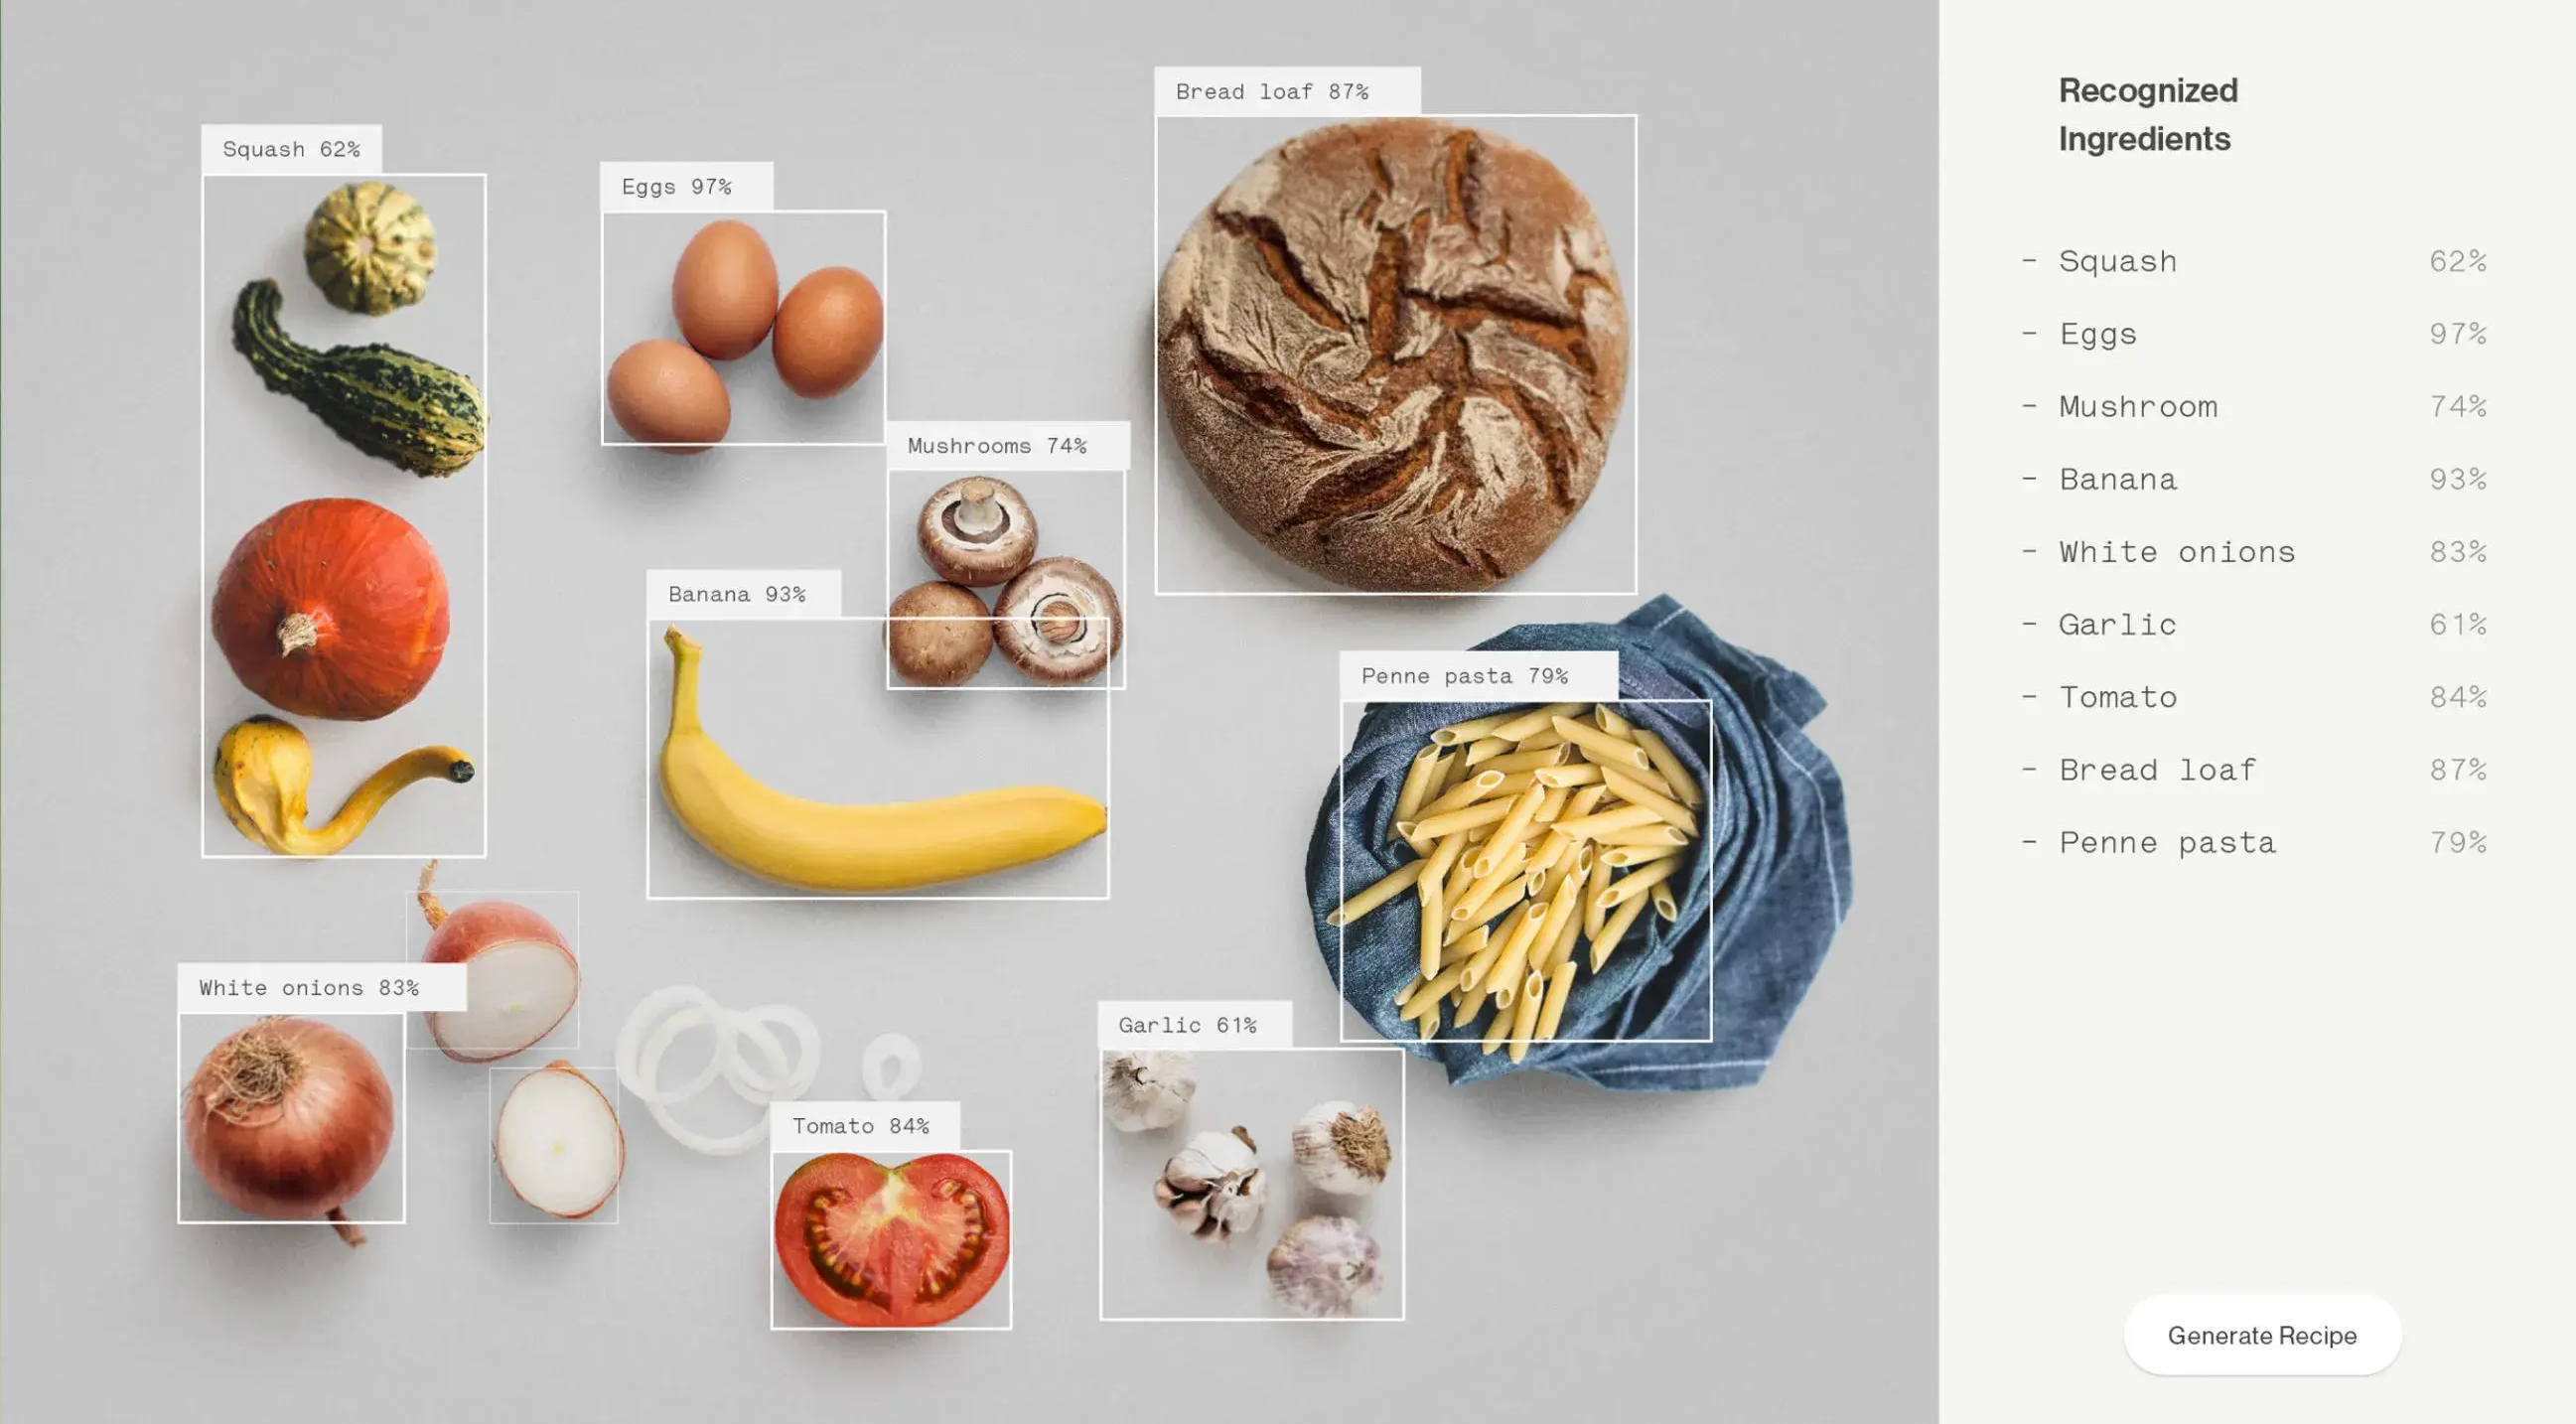 Bread loaf 87%
Squash 62%
Eggs 97%
Mushrooms 74%
Banana 93%
Penne pasta 79%
White onions 83%
Garlic 61%
Tomato 84%
Recognized
Ingredients
– Squash 62%
– Eggs 97%
– Mushroom 74%
– Banana 93%
– White onions 83%
– Garlic 61%
– Tomato 84%
– Bread loaf 87%
– Penne pasta 79%
Generate Recipe